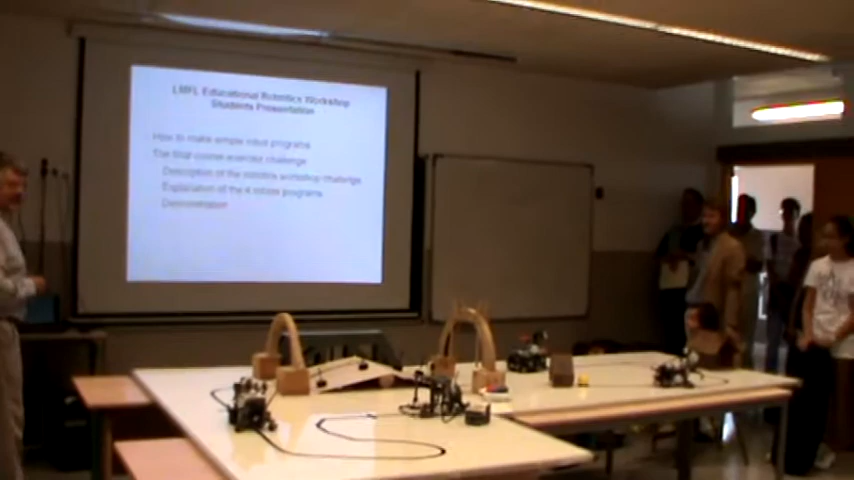 LMFL Educational Robotics Workshop
Students Presentation
How to make simple robot programs
The final course exercise challenge
Description of the robotics workshop challenge
Explanation of the 4 robots programs
Demonstration